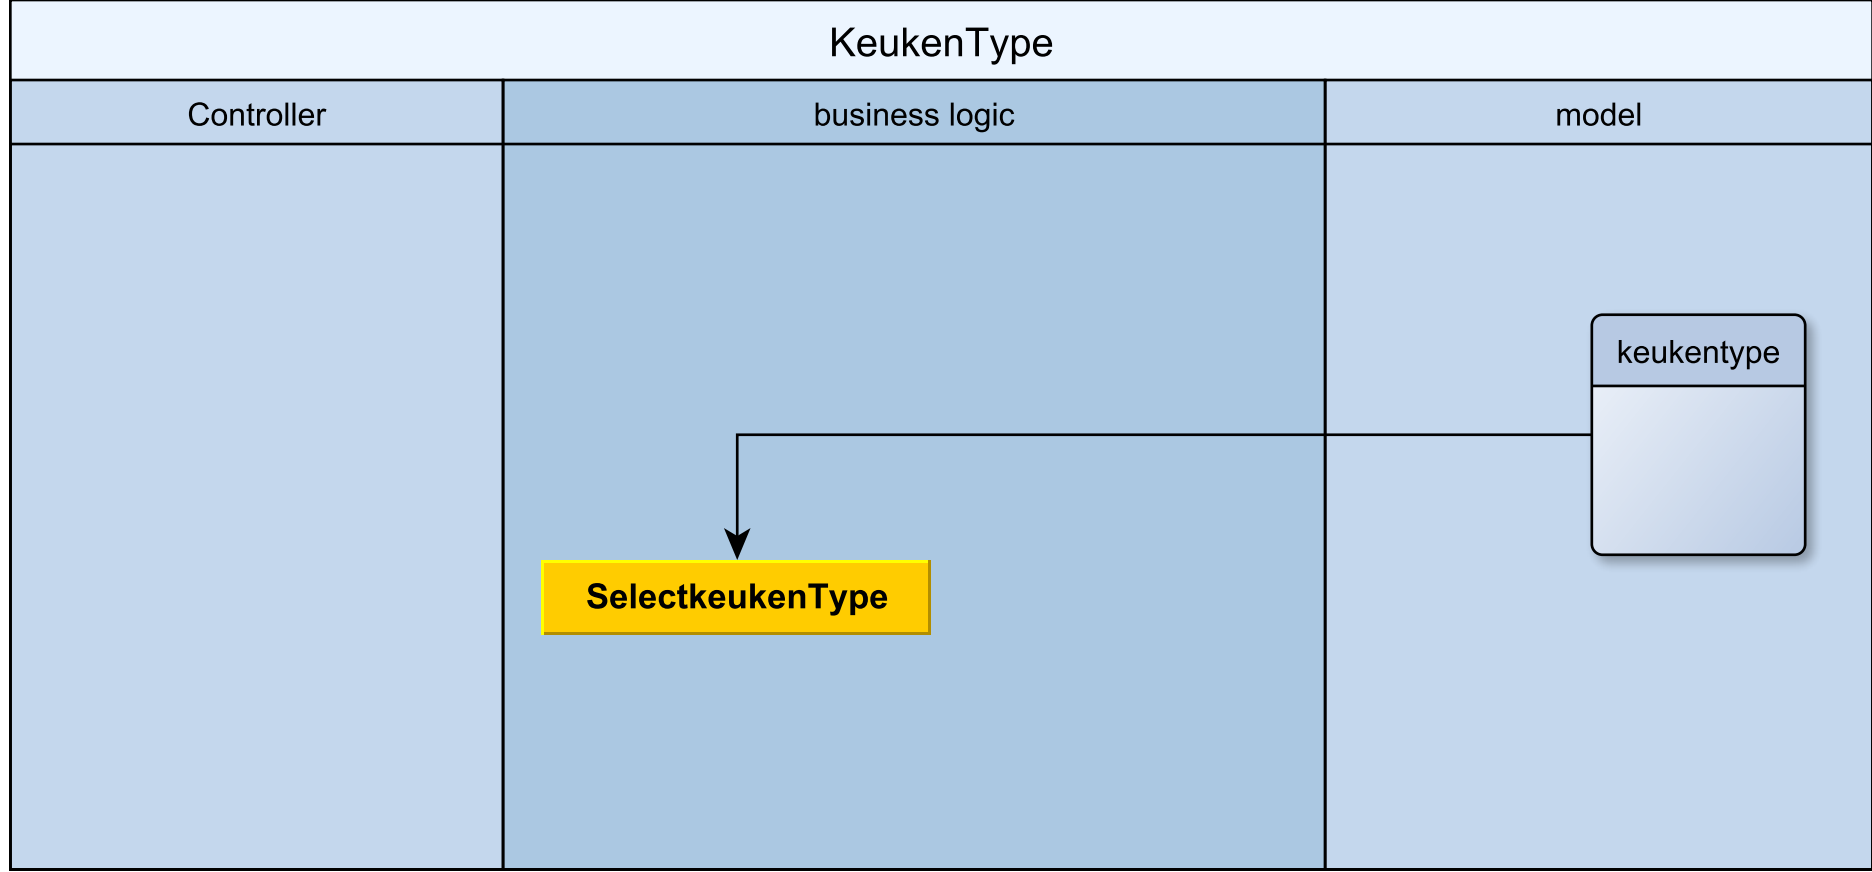 KeukenType
Controller
business logic
model
keukentype
SelectkeukenType